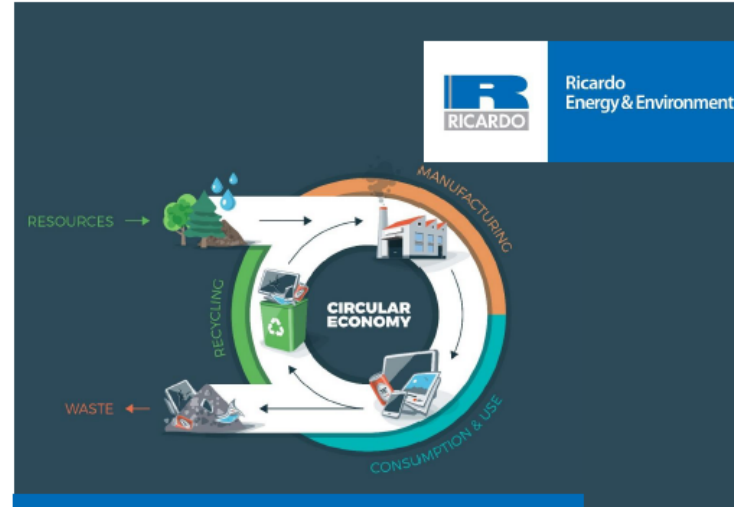 Ricardo
Energy & Environment
RICARDO
MANUFACTURING
RESOURCES
RECYCLING
CIRCULAR
ECONOMY
WASTE
CONSUMPTION & USE